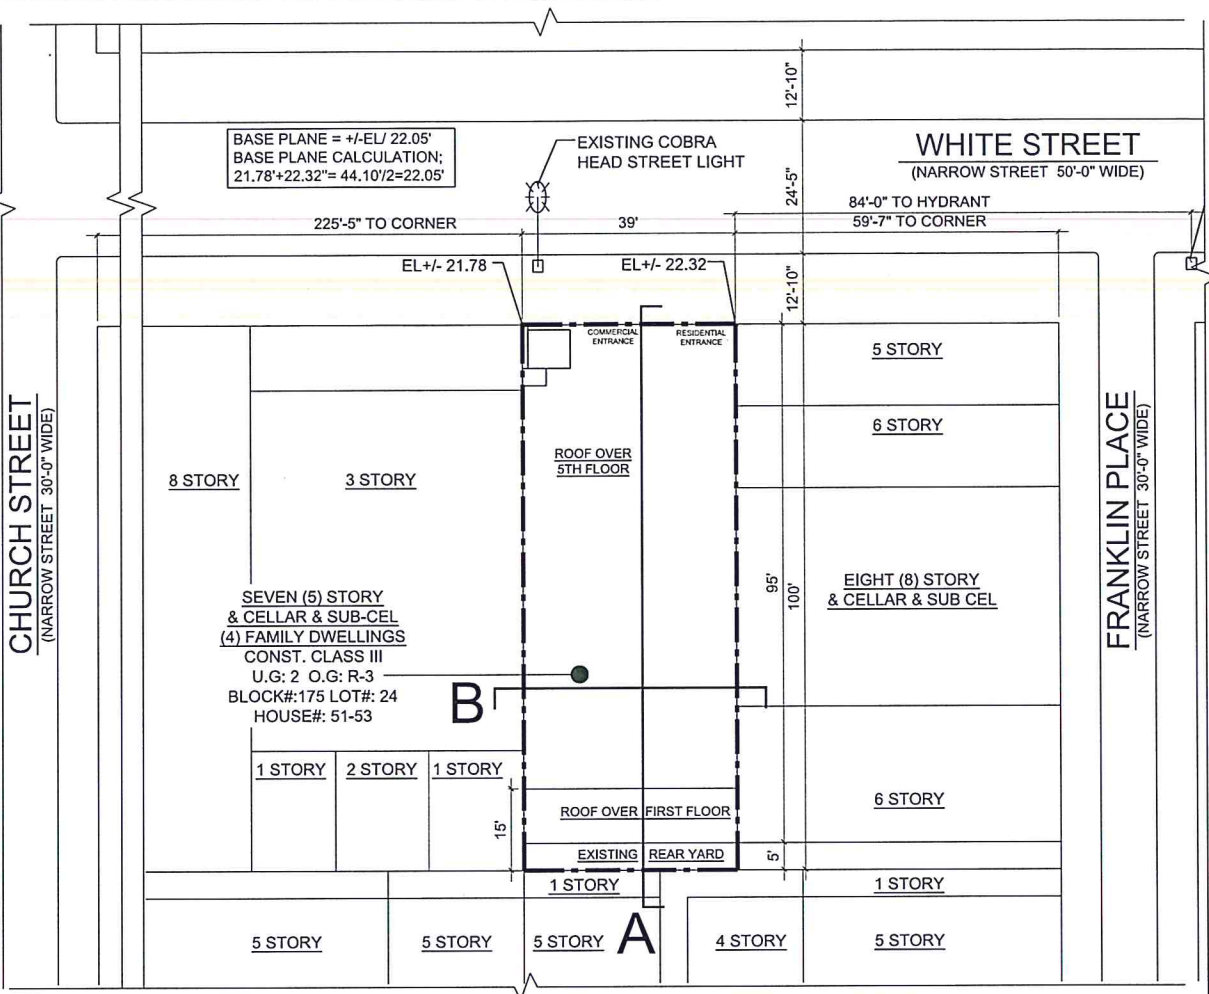 12'-10"
BASE PLANE = +/-EL/ 22.05'
BASE PLANE CALCULATION;
21.78'+22.32"= 44.10'/2=22.05'
EXISTING COBRA
HEAD STREET LIGHT
WHITE STREET
(NARROW STREET  50'-0" WIDE)
24'-5"
84'-0" TO HYDRANT
225'-5" TO CORNER
39'
59'-7" TO CORNER
EL+/- 21.78
EL+/- 22.32
12'-10"
COMMERCIAL
ENTRANCE
RESIDENTIAL
ENTRANCE
5 STORY
6 STORY
CHURCH STREET
(NARROW STREET  30'-0" WIDE)
FRANKLIN PLACE
(NARROW STREET  30'-0" WIDE)
8 STORY
3 STORY
ROOF OVER
5TH FLOOR
95'
100'
EIGHT (8) STORY
& CELLAR & SUB CEL
SEVEN (5) STORY
& CELLAR & SUB-CEL
(4) FAMILY DWELLINGS
CONST. CLASS III
U.G: 2  O.G: R-3
BLOCK#:175 LOT#: 24
HOUSE#: 51-53
B
1 STORY
2 STORY
1 STORY
6 STORY
15'
ROOF OVER FIRST FLOOR
EXISTING REAR YARD
5'
1 STORY
1 STORY
5 STORY
5 STORY
5 STORY
A
4 STORY
5 STORY